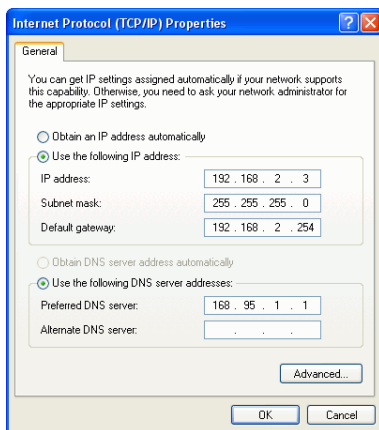 Internet Protocol (TCP/IP) Properties
General
You can get IP settings assigned automatically if your network supports
this capability. Otherwise, you need to ask your network administrator for
the appropriate IP settings.
Obtain an IP address automatically
Use the following IP address:
IP address: 192 . 168 . 2 . 3
Subnet mask: 255 . 255 . 255 . 0
Default gateway: 192 . 168 . 2 . 254
Obtain DNS server address automatically
Use the following DNS server addresses:
Preferred DNS server: 168 . 95 . 1 . 1
Alternate DNS server: . . .
Advanced...
OK Cancel